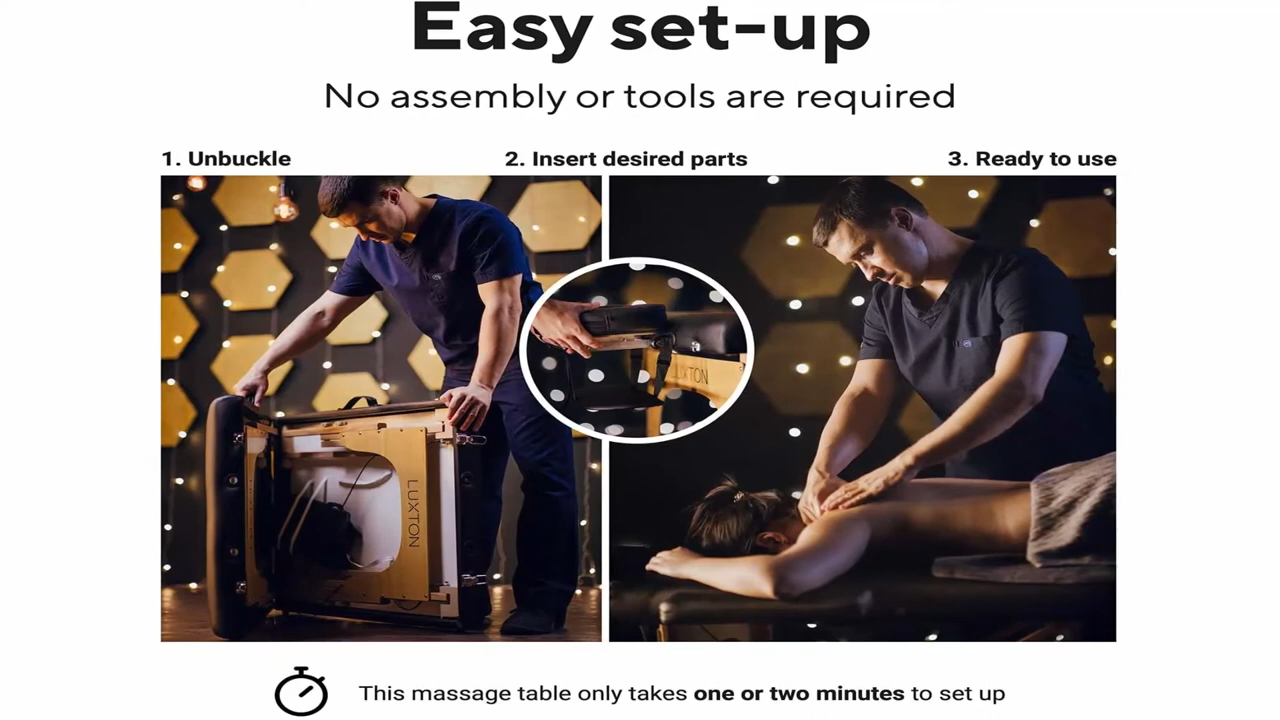 Easy set-up
No assembly or tools are required
1. Unbuckle
2. Insert desired parts
3. Ready to use
LUXTON
LUXTON
This massage table only takes one or two minutes to set up